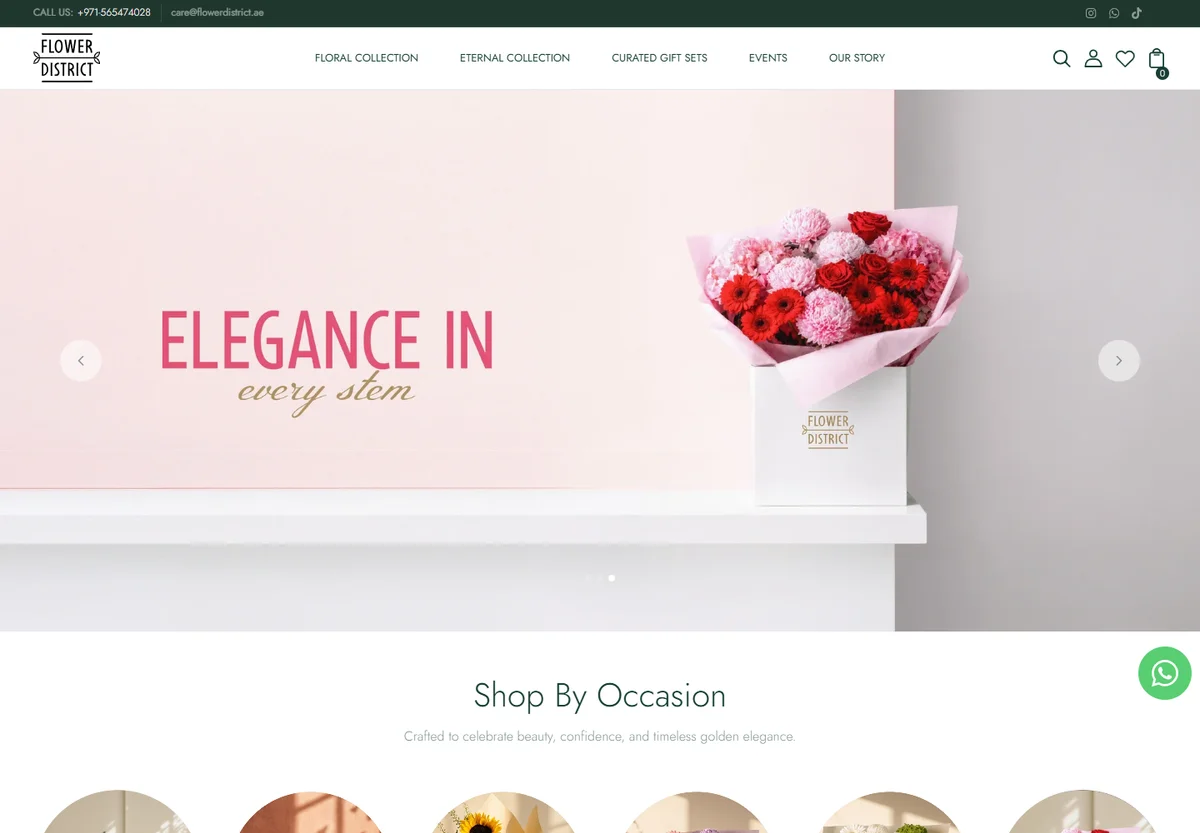 CALL US: +971-565474028
care@flowerdistrict.ae
FLOWER
DISTRICT
FLORAL COLLECTION
ETERNAL COLLECTION
CURATED GIFT SETS
EVENTS
OUR STORY
0
ELEGANCE IN
every stem
FLOWER
DISTRICT
Shop By Occasion
Crafted to celebrate beauty, confidence, and timeless golden elegance.